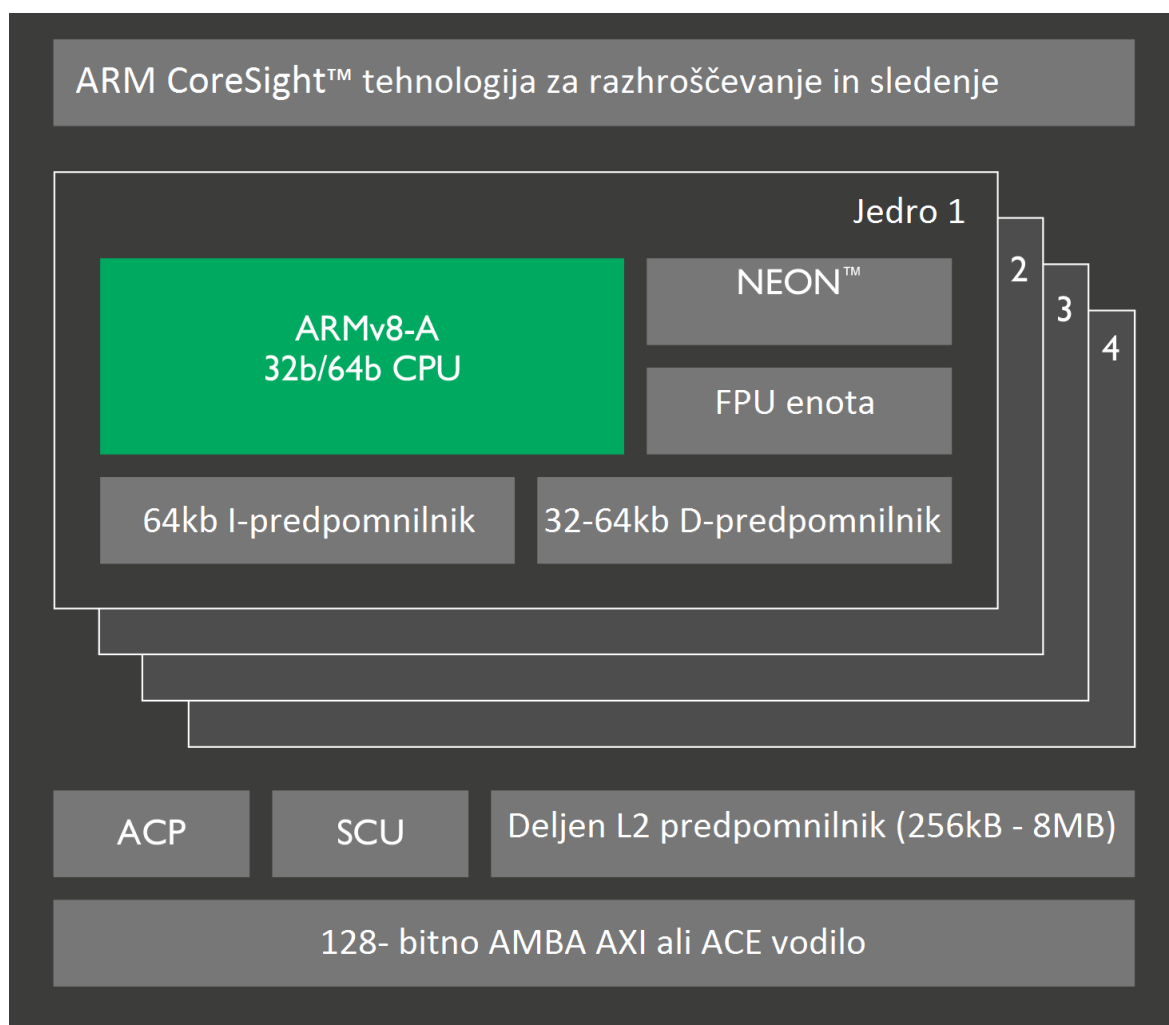 ARM CoreSight™ tehnologija za razhroščevanje in sledenje
Jedro 1
2
3
4
ARMv8-A
32b/64b CPU
NEON™
FPU enota
64kb I-predpomnilnik
32-64kb D-predpomnilnik
ACP
SCU
Deljen L2 predpomnilnik (256kB - 8MB)
128- bitno AMBA AXI ali ACE vodilo